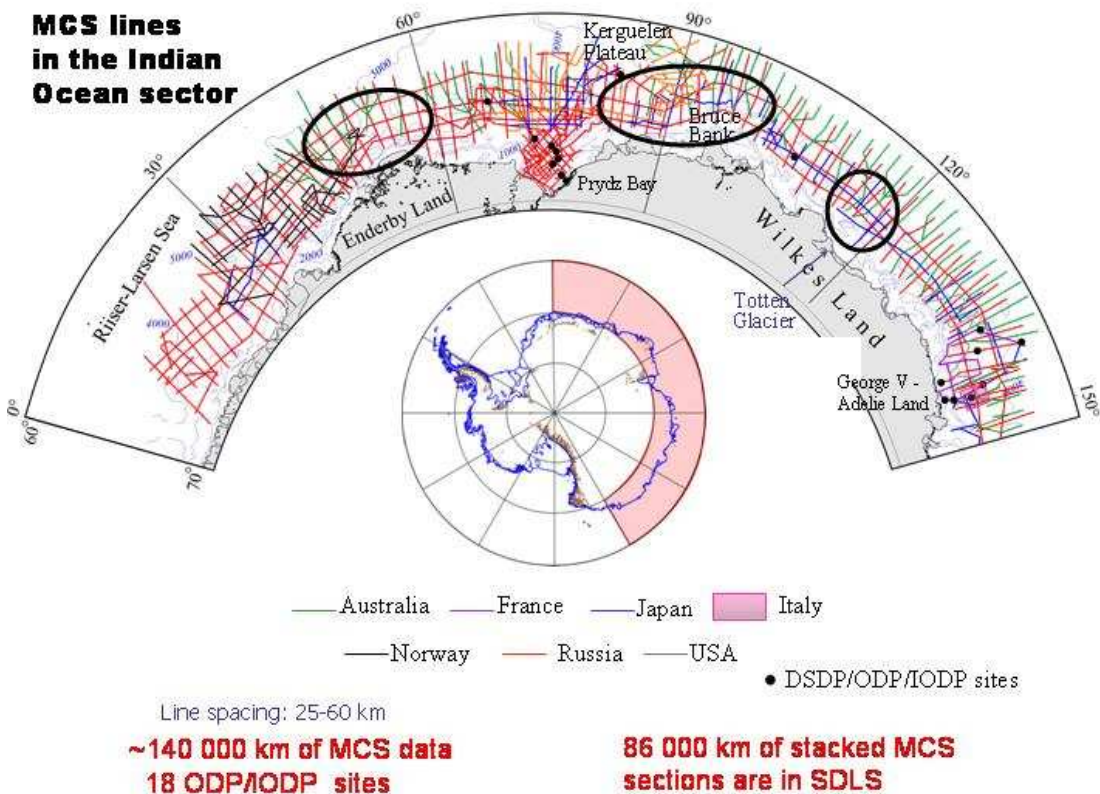 MCS lines
in the Indian
Ocean sector
60°
90°
Kerguelen
Plateau
4000
5000
Bruce
Bank
30°
120°
1000
Prydz Bay
Enderby Land
Riiser-Larsen Sea
5000
2000
4000
Wilkes Land
Totten
Glacier
George V -
Adelie Land
0°
60°
70°
150°
Australia
France
Japan
Italy
Norway
Russia
USA
DSDP/ODP/IODP sites
Line spacing: 25-60 km
~140 000 km of MCS data
18 ODP/IODP sites
86 000 km of stacked MCS
sections are in SDLS